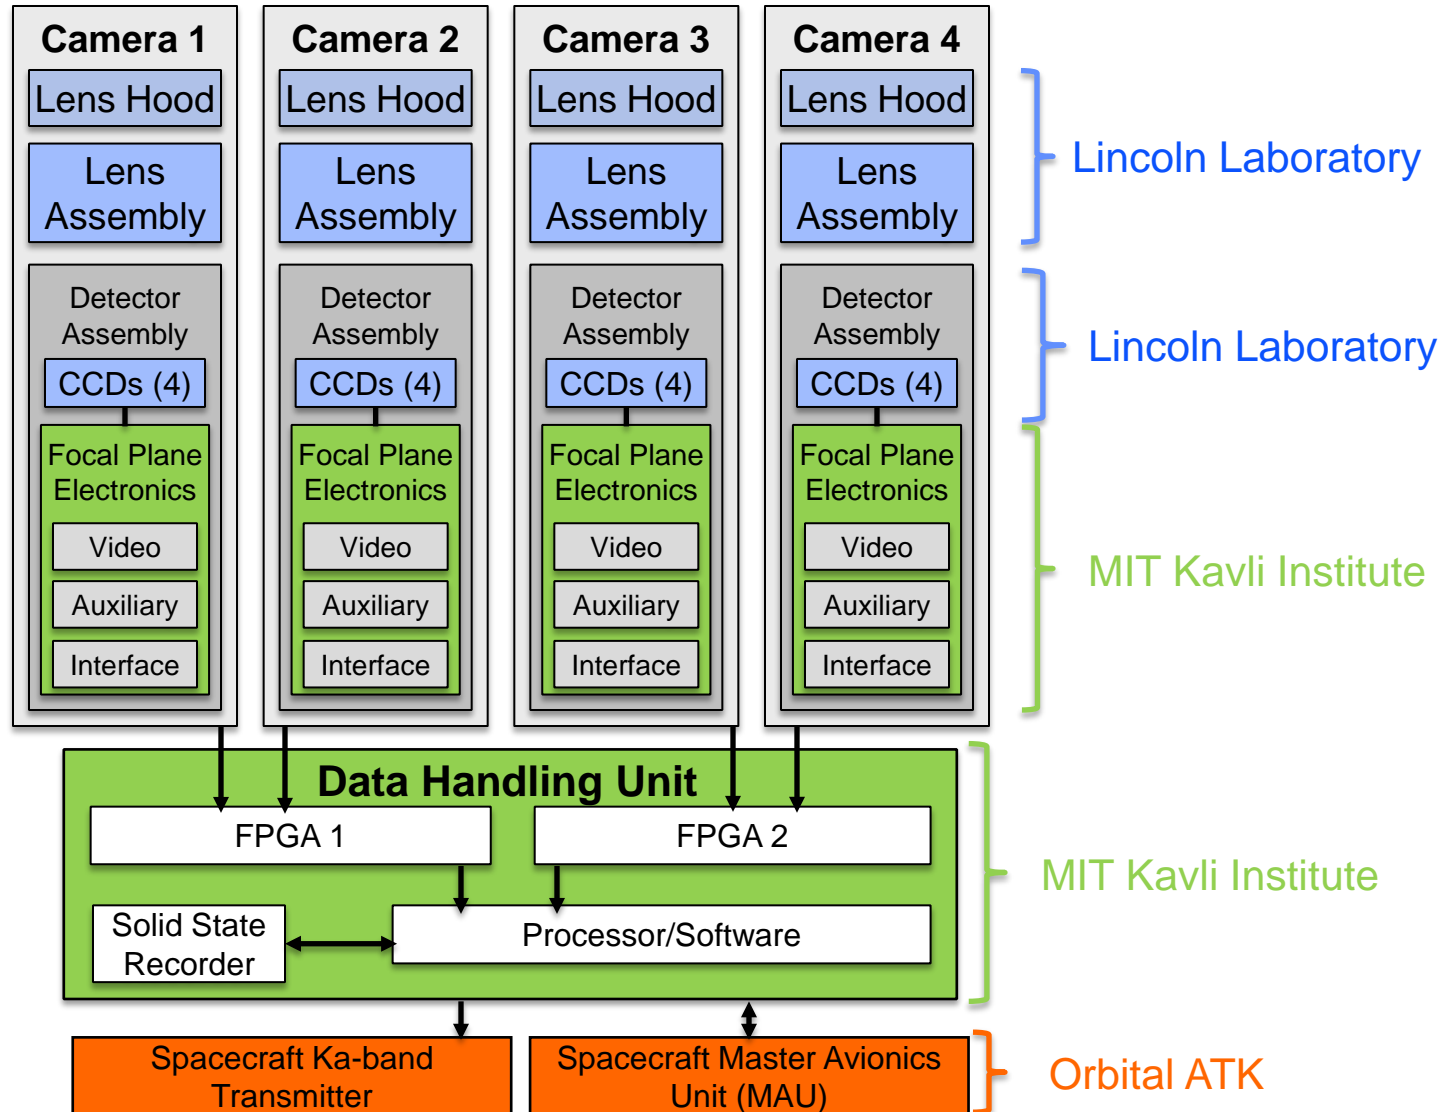 Camera 1
Camera 2
Camera 3
Camera 4
Lens Hood
Lens Hood
Lens Hood
Lens Hood
Lincoln Laboratory
Lens
Assembly
Lens
Assembly
Lens
Assembly
Lens
Assembly
Detector
Assembly
Detector
Assembly
Detector
Assembly
Detector
Assembly
Lincoln Laboratory
CCDs (4)
CCDs (4)
CCDs (4)
CCDs (4)
Focal Plane
Electronics
Focal Plane
Electronics
Focal Plane
Electronics
Focal Plane
Electronics
Video
Video
Video
Video
MIT Kavli Institute
Auxiliary
Auxiliary
Auxiliary
Auxiliary
Interface
Interface
Interface
Interface
Data Handling Unit
FPGA 1
FPGA 2
MIT Kavli Institute
Solid State
Recorder
Processor/Software
Spacecraft Ka-band
Transmitter
Spacecraft Master Avionics
Unit (MAU)
Orbital ATK